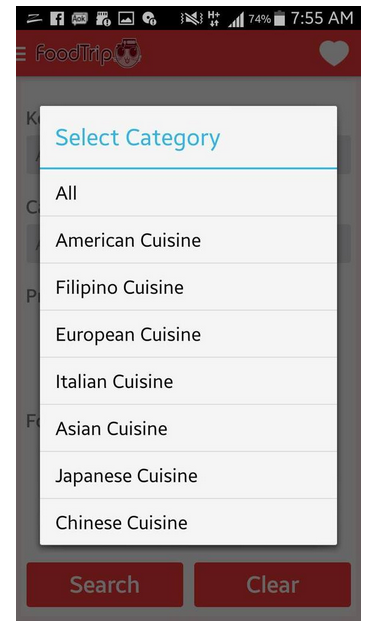 74% 7:55 AM
FoodTrip
Select Category
All
American Cuisine
Filipino Cuisine
European Cuisine
Italian Cuisine
Asian Cuisine
Japanese Cuisine
Chinese Cuisine
Search Clear